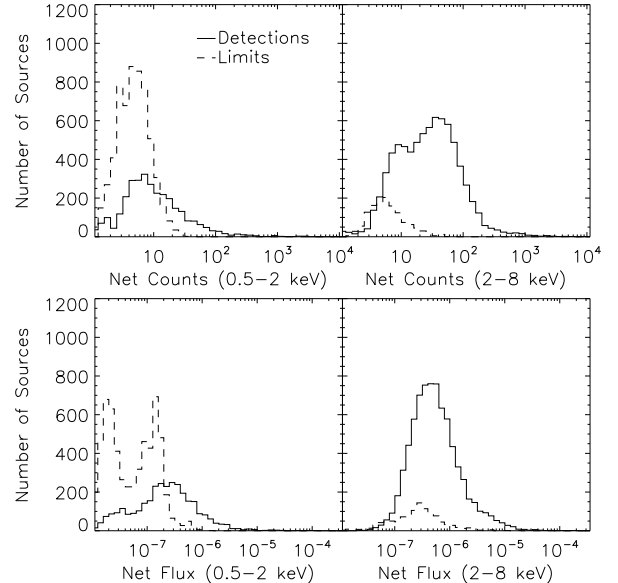 1200
1000
800
600
400
200
0
Number of Sources
Detections
Limits
10 10² 10³ 10⁴ 10 10² 10³ 10⁴
Net Counts (0.5−2 keV) Net Counts (2−8 keV)
1200
1000
800
600
400
200
0
Number of Sources
10⁻⁷ 10⁻⁶ 10⁻⁵ 10⁻⁴ 10⁻⁷ 10⁻⁶ 10⁻⁵ 10⁻⁴
Net Flux (0.5−2 keV) Net Flux (2−8 keV)